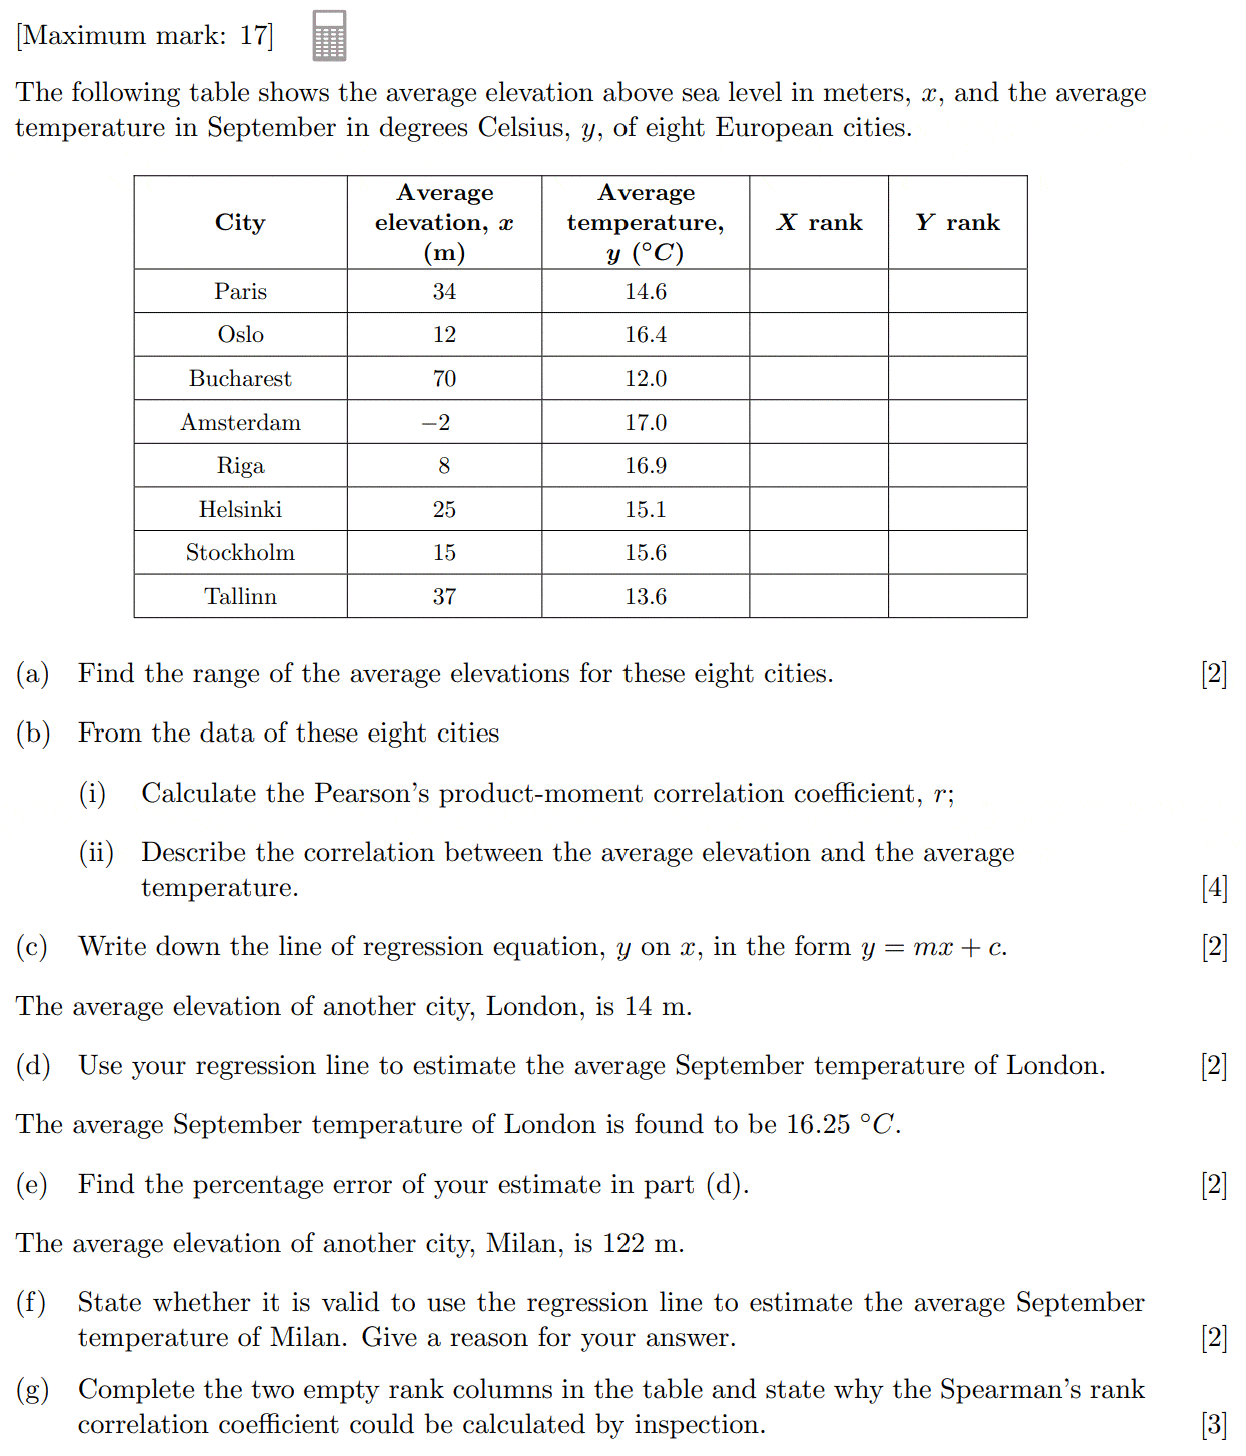 [Maximum mark: 17]
The following table shows the average elevation above sea level in meters, x, and the average
temperature in September in degrees Celsius, y, of eight European cities.
City | Average elevation, x (m) | Average temperature, y (°C) | X rank | Y rank
Paris 34 14.6
Oslo 12 16.4
Bucharest 70 12.0
Amsterdam −2 17.0
Riga 8 16.9
Helsinki 25 15.1
Stockholm 15 15.6
Tallinn 37 13.6
(a) Find the range of the average elevations for these eight cities. [2]
(b) From the data of these eight cities
(i) Calculate the Pearson's product-moment correlation coefficient, r;
(ii) Describe the correlation between the average elevation and the average
temperature. [4]
(c) Write down the line of regression equation, y on x, in the form y = mx + c. [2]
The average elevation of another city, London, is 14 m.
(d) Use your regression line to estimate the average September temperature of London. [2]
The average September temperature of London is found to be 16.25 °C.
(e) Find the percentage error of your estimate in part (d). [2]
The average elevation of another city, Milan, is 122 m.
(f) State whether it is valid to use the regression line to estimate the average September
temperature of Milan. Give a reason for your answer. [2]
(g) Complete the two empty rank columns in the table and state why the Spearman's rank
correlation coefficient could be calculated by inspection. [3]